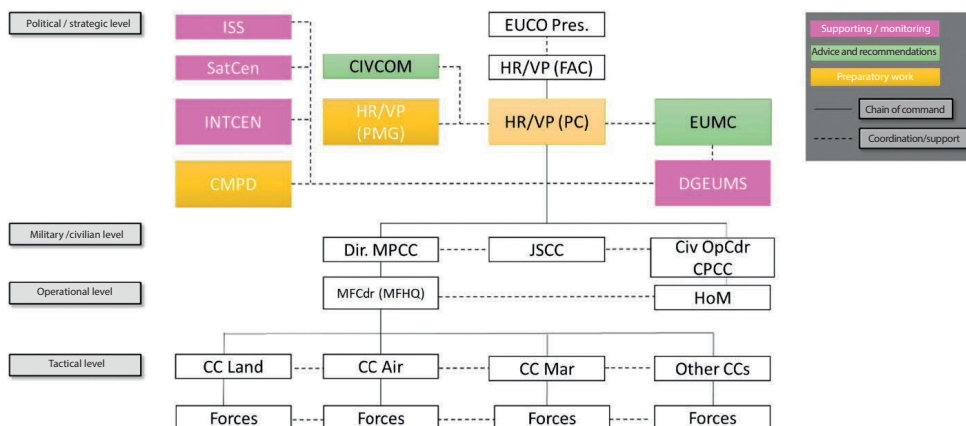 Political / strategic level
ISS
EUCO Pres.
Supporting / monitoring
SatCen
CIVCOM
HR/VP (FAC)
Advice and recommendations
Preparatory work
INTCEN
HR/VP
(PMG)
HR/VP (PC)
EUMC
Chain of command
Coordination/support
CMPD
DGEUMS
Military /civilian level
Dir. MPCC
JSCC
Civ OpCdr
CPCC
Operational level
MFCdr (MFHQ)
HoM
Tactical level
CC Land
CC Air
CC Mar
Other CCs
Forces
Forces
Forces
Forces